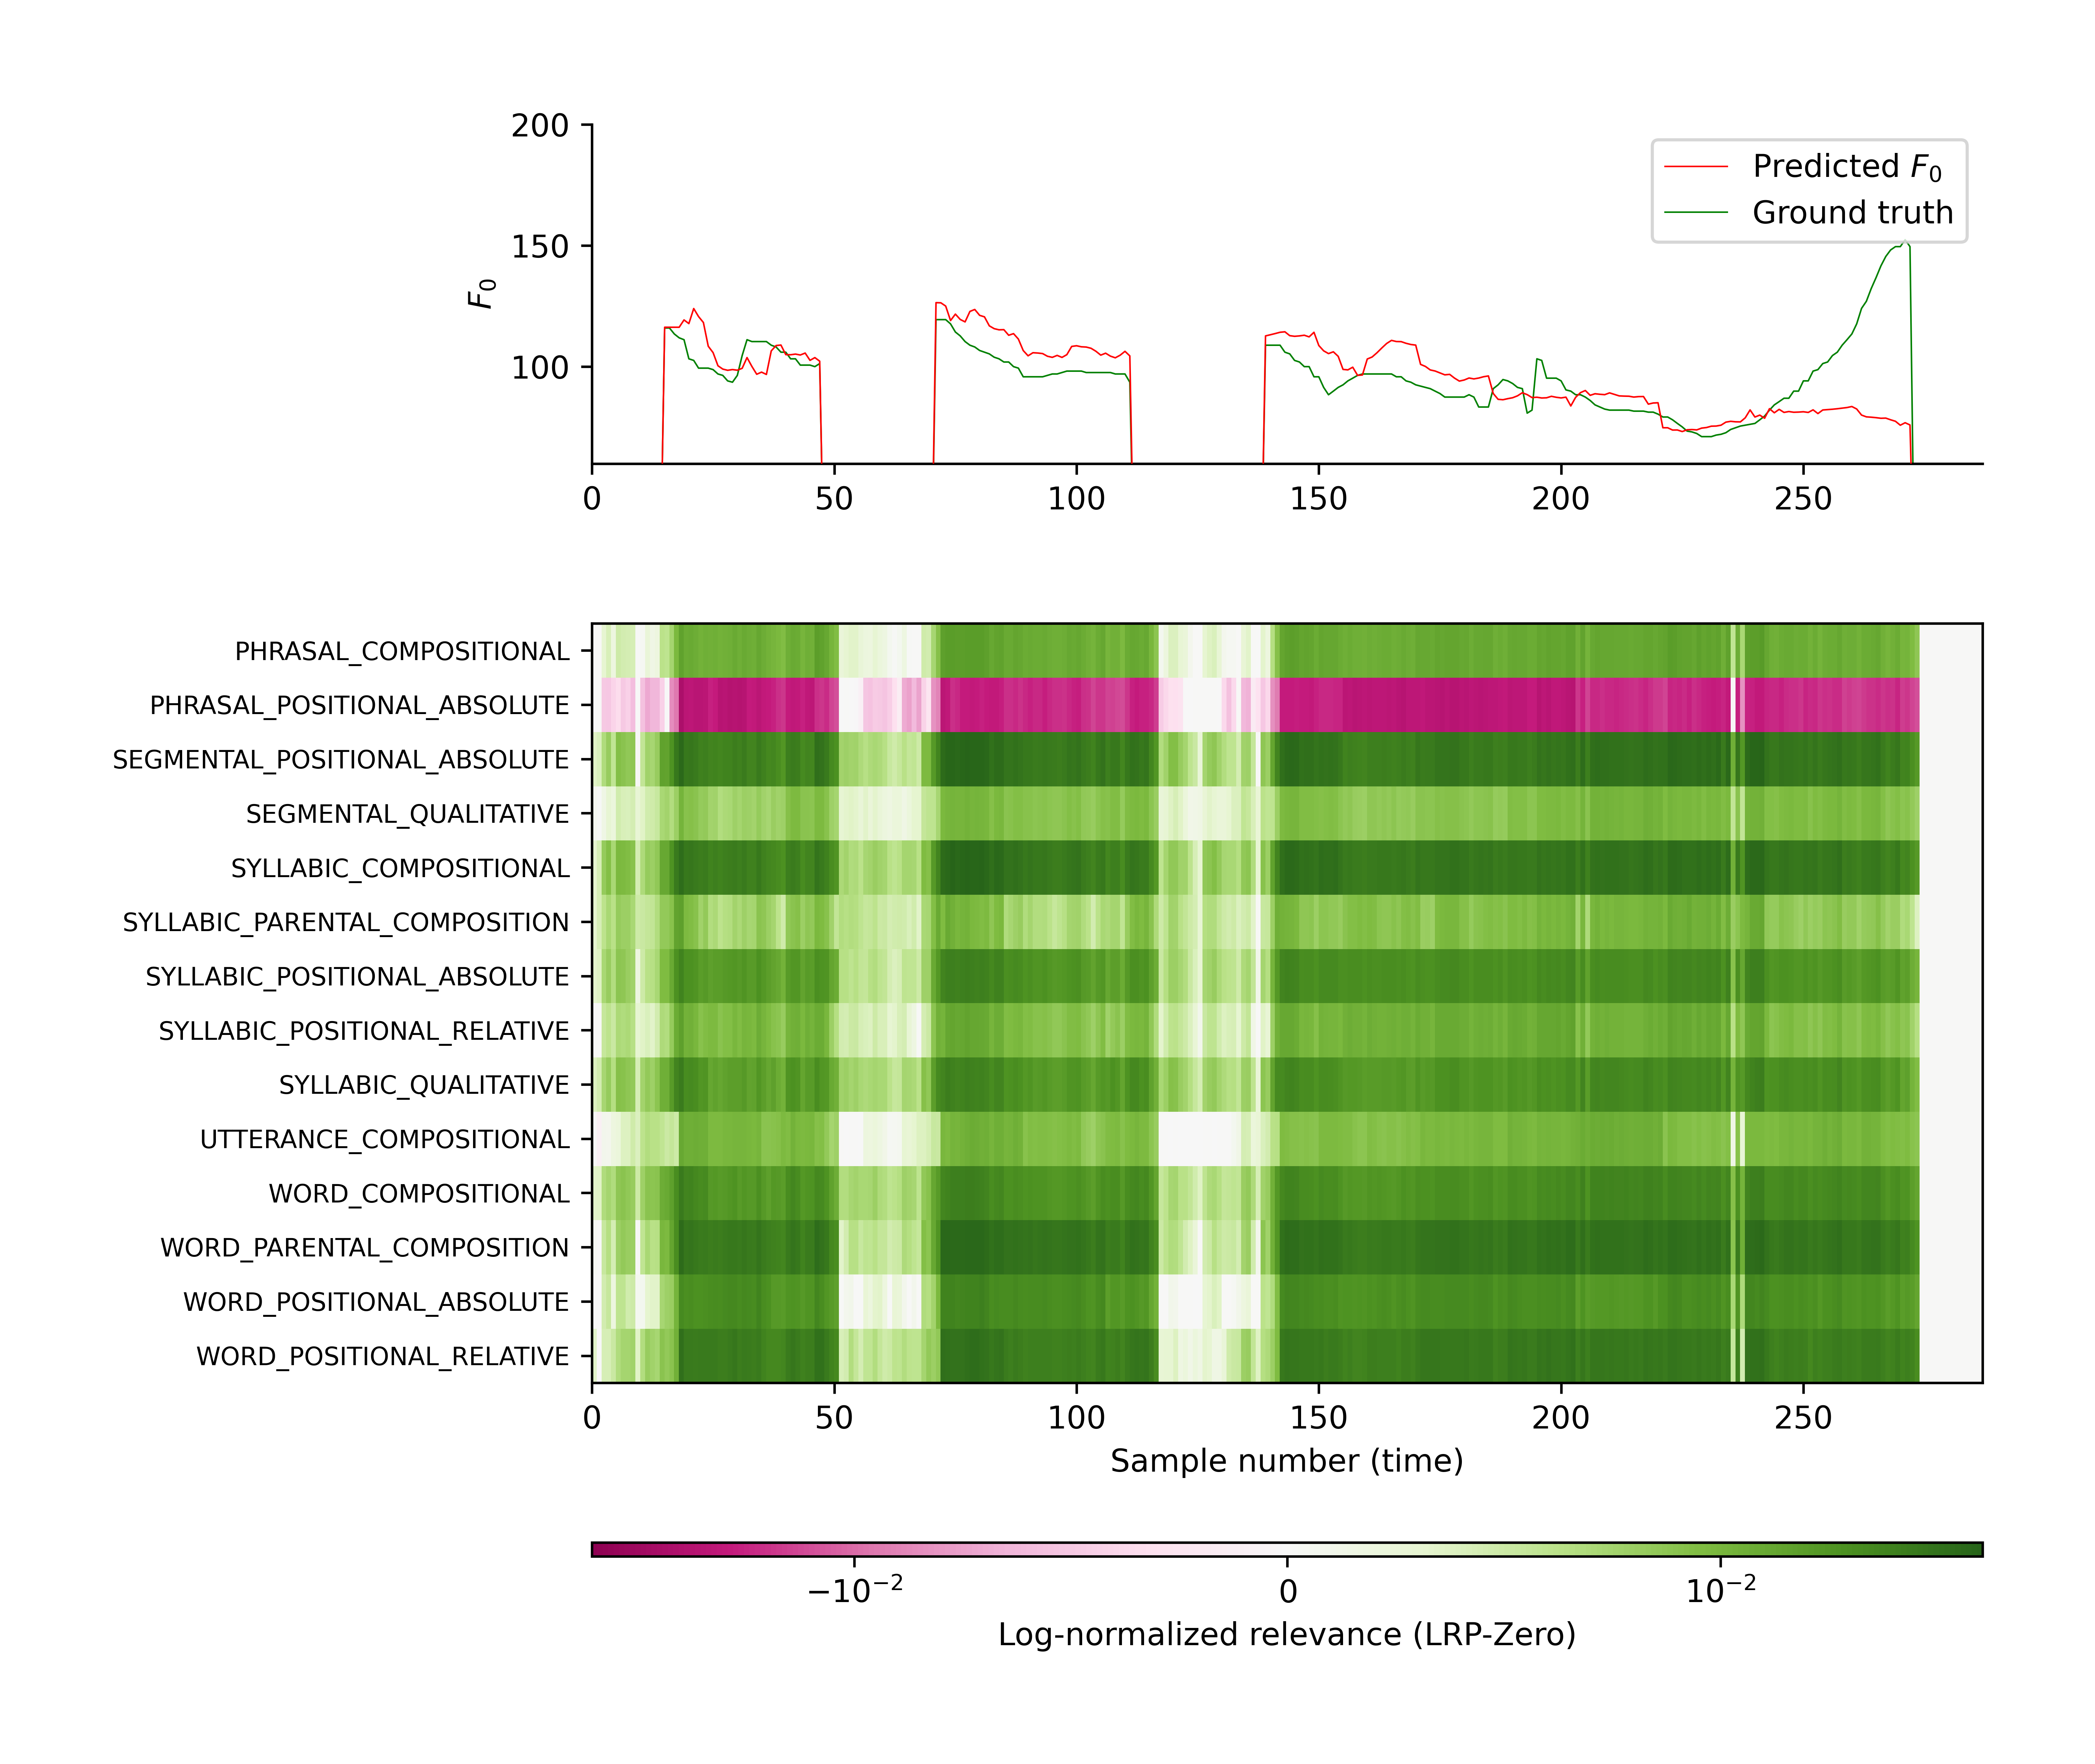 200
150
100
F₀
Predicted F₀
Ground truth
0 50 100 150 200 250
PHRASAL_COMPOSITIONAL
PHRASAL_POSITIONAL_ABSOLUTE
SEGMENTAL_POSITIONAL_ABSOLUTE
SEGMENTAL_QUALITATIVE
SYLLABIC_COMPOSITIONAL
SYLLABIC_PARENTAL_COMPOSITION
SYLLABIC_POSITIONAL_ABSOLUTE
SYLLABIC_POSITIONAL_RELATIVE
SYLLABIC_QUALITATIVE
UTTERANCE_COMPOSITIONAL
WORD_COMPOSITIONAL
WORD_PARENTAL_COMPOSITION
WORD_POSITIONAL_ABSOLUTE
WORD_POSITIONAL_RELATIVE
0 50 100 150 200 250
Sample number (time)
−10⁻² 0 10⁻²
Log-normalized relevance (LRP-Zero)